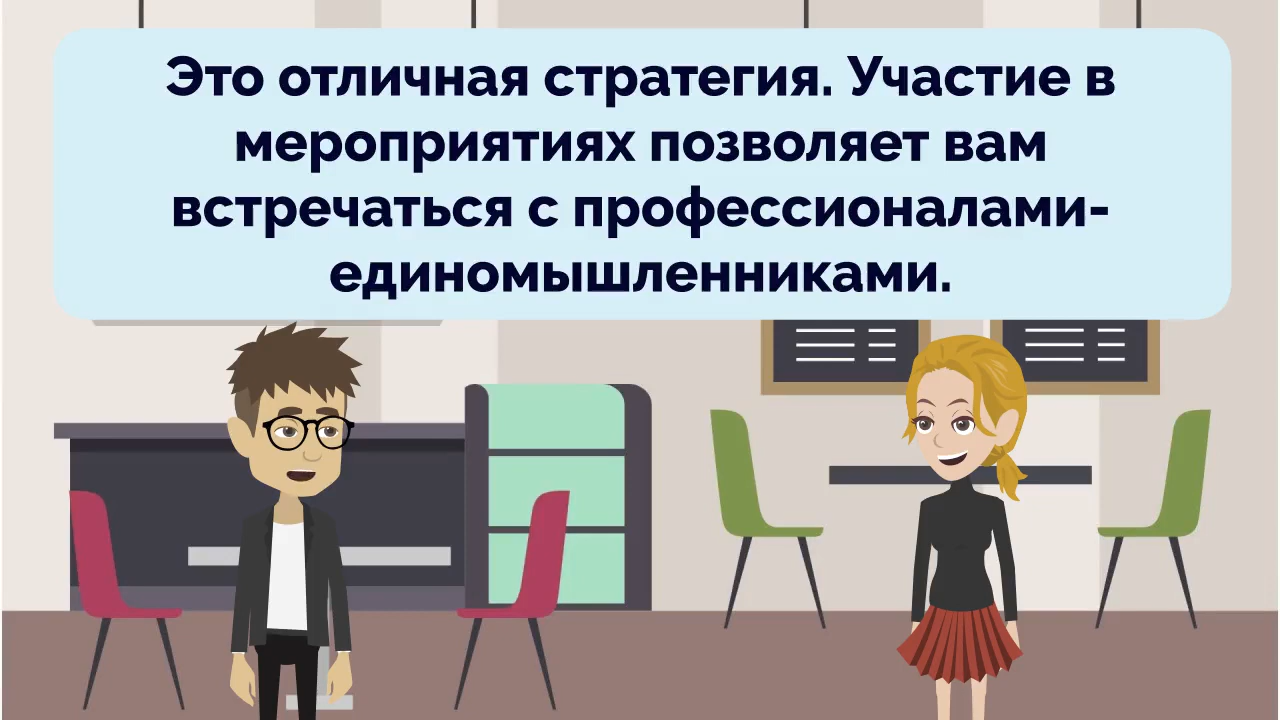 Это отличная стратегия. Участие в
мероприятиях позволяет вам
встречаться с профессионалами-
единомышленниками.